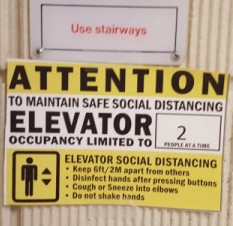 Use stairways
ATTENTION
TO MAINTAIN SAFE SOCIAL DISTANCING
ELEVATOR
OCCUPANCY LIMITED TO
2
PEOPLE AT A TIME
ELEVATOR SOCIAL DISTANCING
• Keep 6ft/2M apart from others
• Disinfect hands after pressing buttons
• Cough or Sneeze into elbows
• Do not shake hands